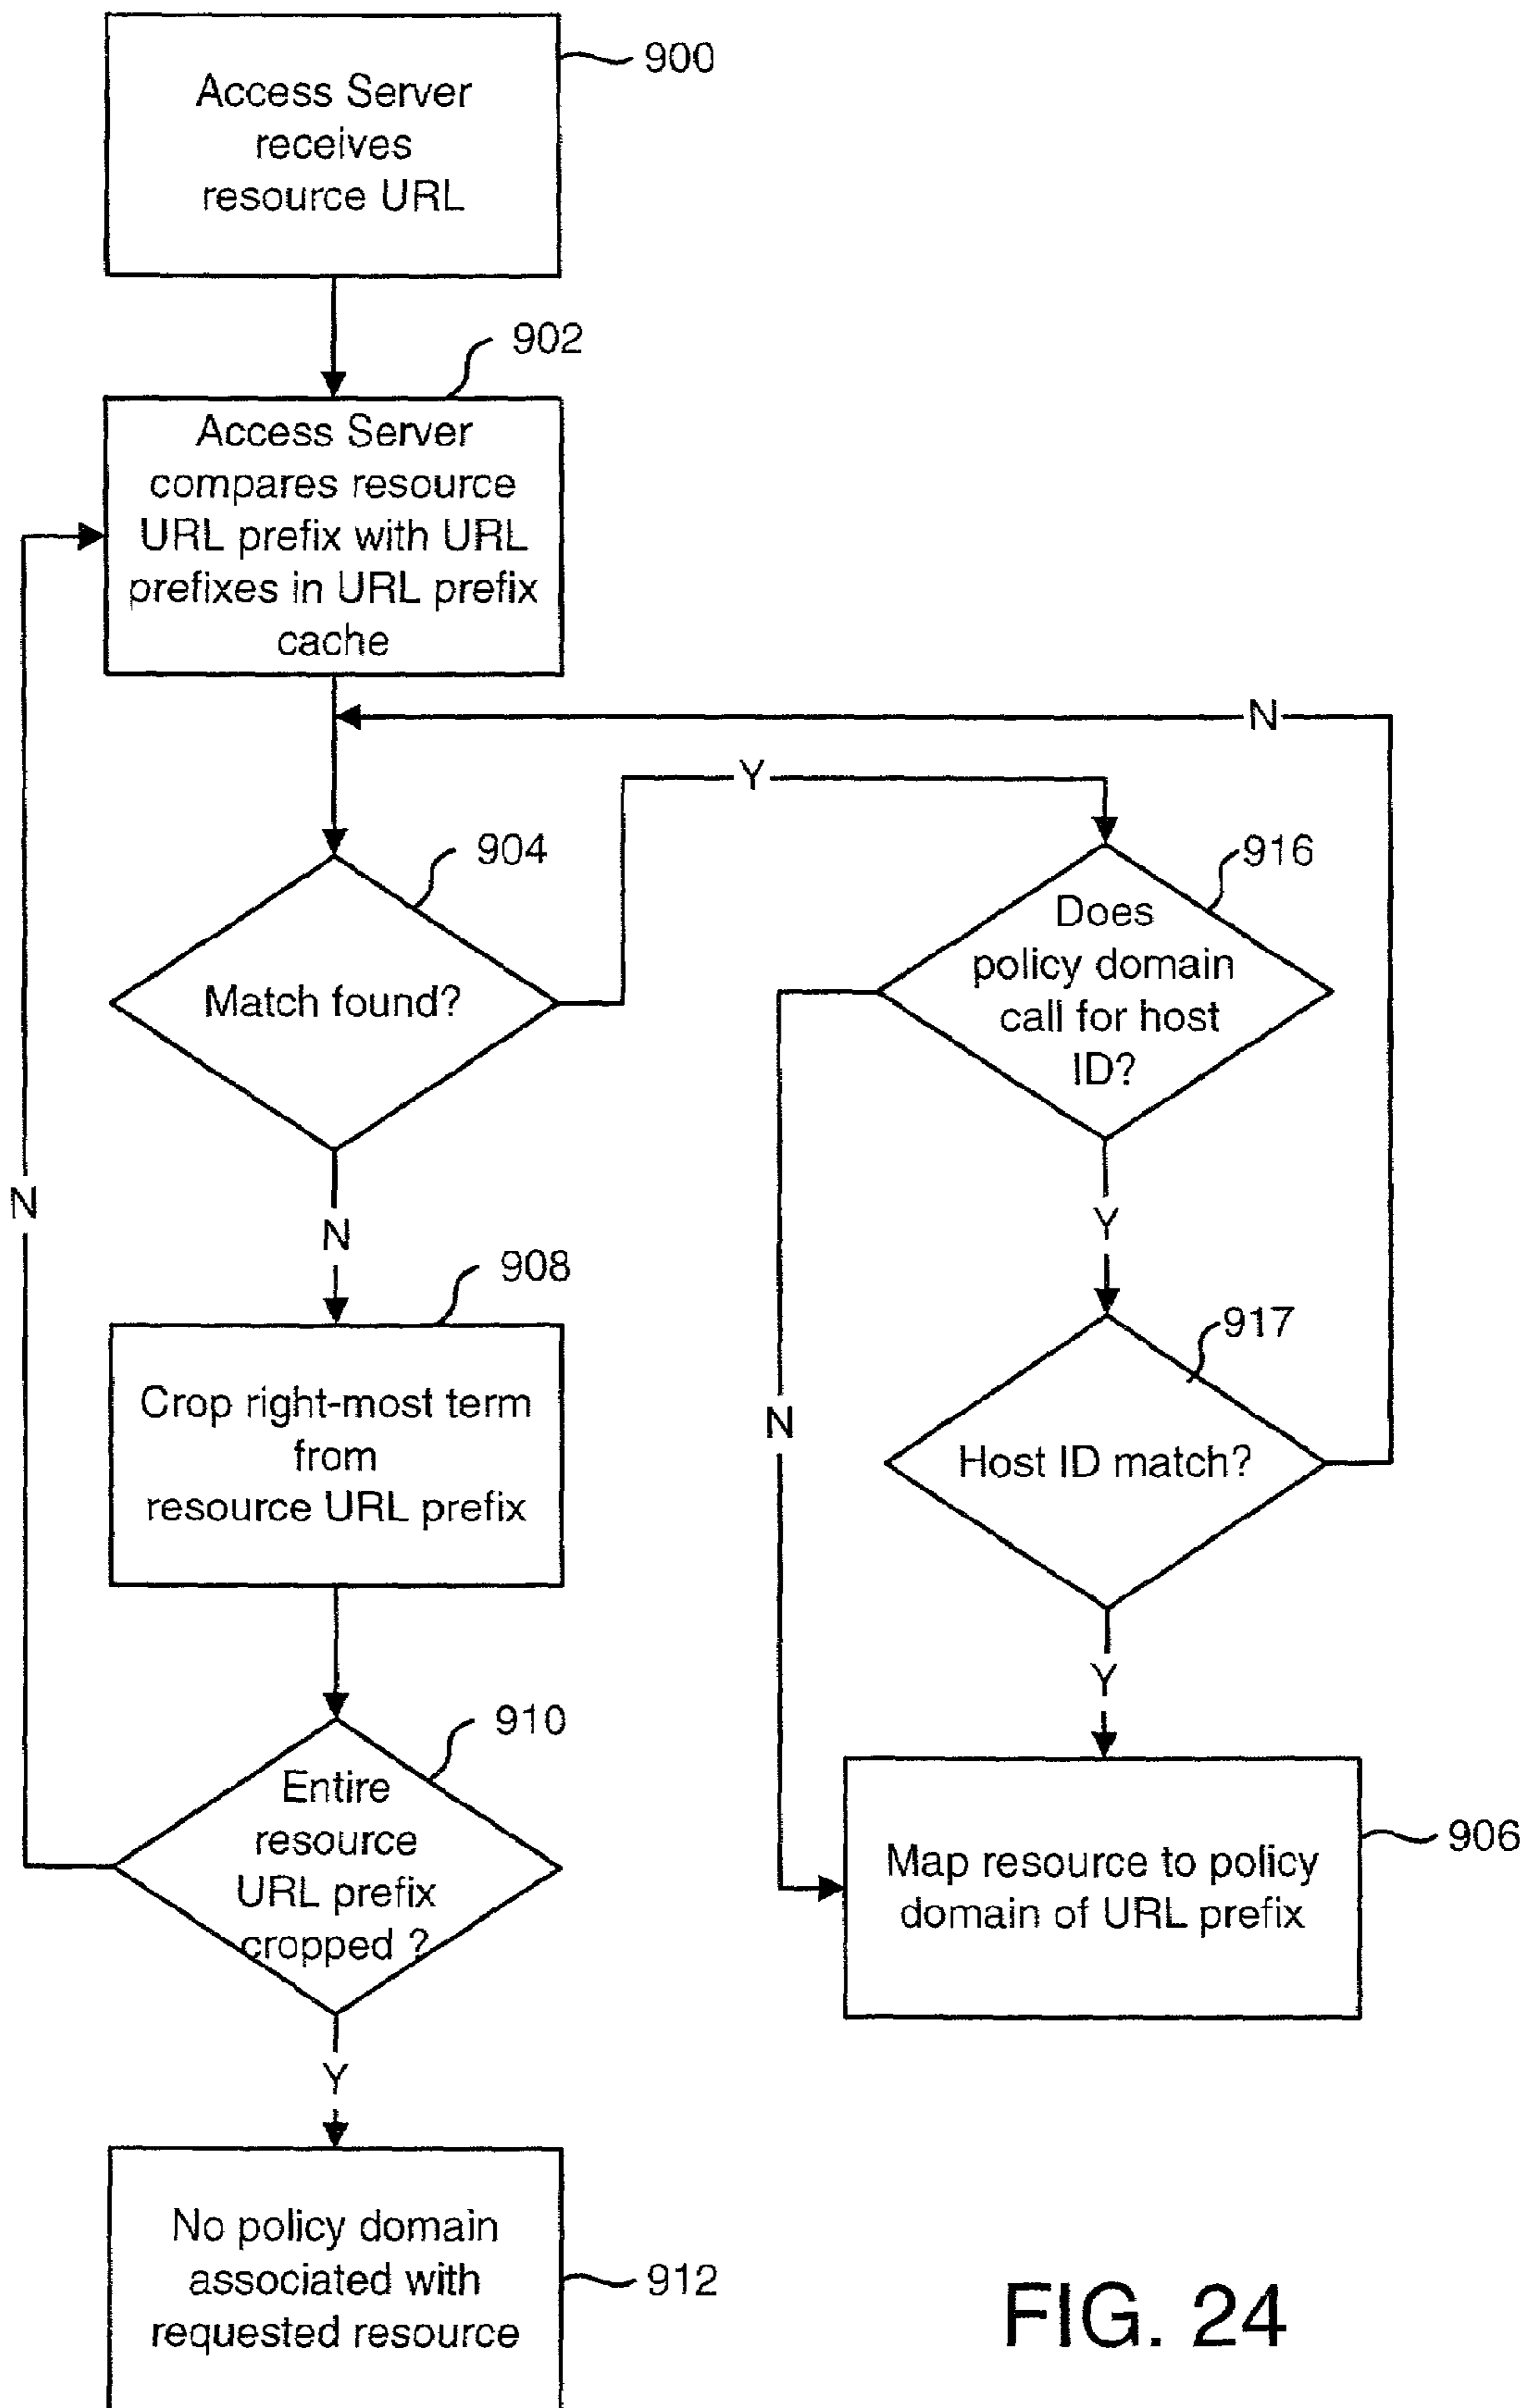 900
Access Server
receives
resource URL
902
Access Server
compares resource
URL prefix with URL
prefixes in URL prefix
cache
N
Y
904
Match found?
916
Does
policy domain
call for host
ID?
N
N
Y
908
Crop right-most term
from
resource URL prefix
917
N
Host ID match?
910
Entire
resource
URL prefix
cropped ?
Y
906
Map resource to policy
domain of URL prefix
Y
No policy domain
associated with
requested resource
912
FIG. 24